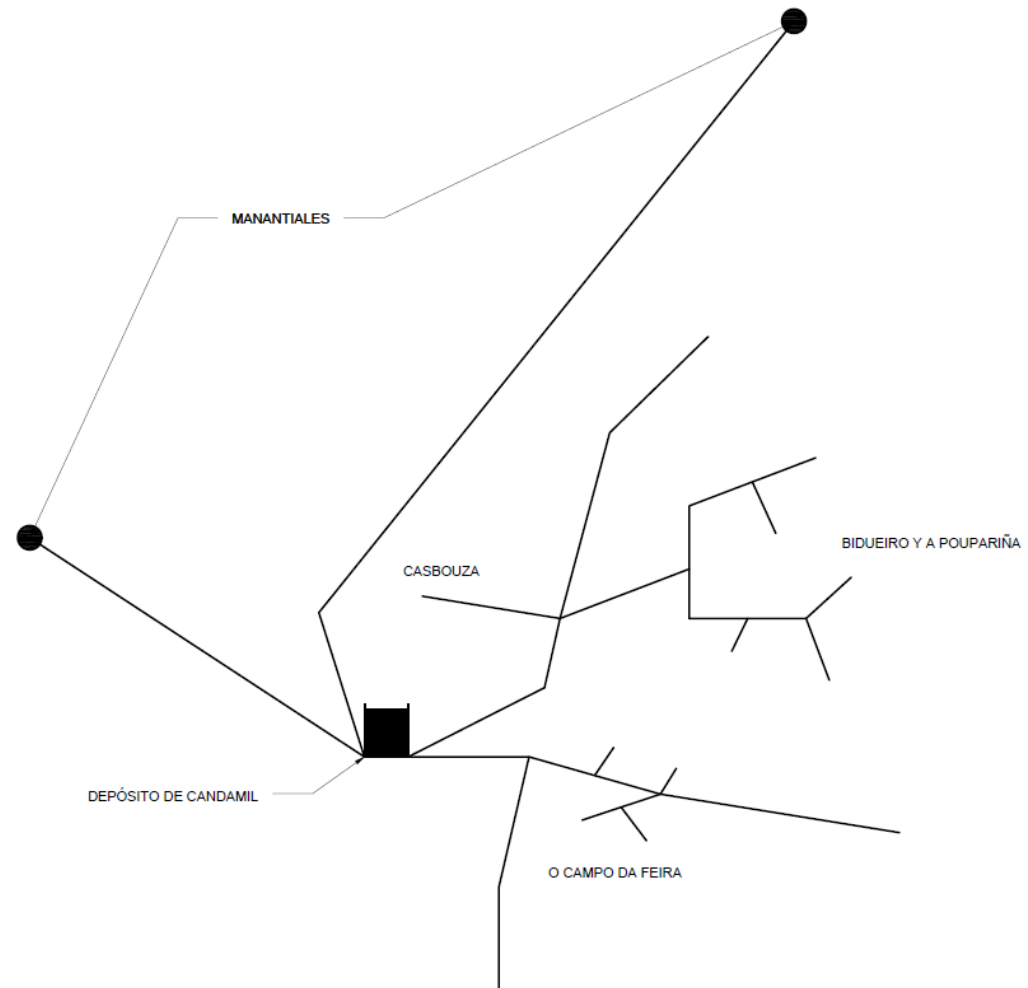 MANANTIALES
BIDUEIRO Y A POUPARIÑA
CASBOUZA
DEPÓSITO DE CANDAMIL
O CAMPO DA FEIRA